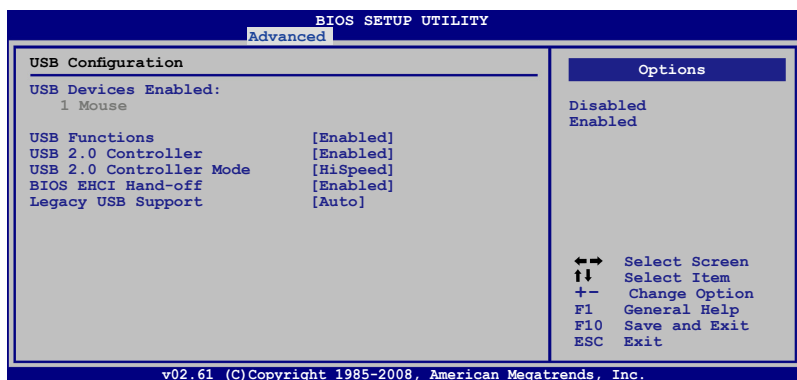 BIOS SETUP UTILITY
Advanced
USB Configuration
USB Devices Enabled:
1 Mouse
USB Functions [Enabled]
USB 2.0 Controller [Enabled]
USB 2.0 Controller Mode [HiSpeed]
BIOS EHCI Hand-off [Enabled]
Legacy USB Support [Auto]
Options
Disabled
Enabled
←→ Select Screen
↑↓ Select Item
+- Change Option
F1 General Help
F10 Save and Exit
ESC Exit
v02.61 (C)Copyright 1985-2008, American Megatrends, Inc.